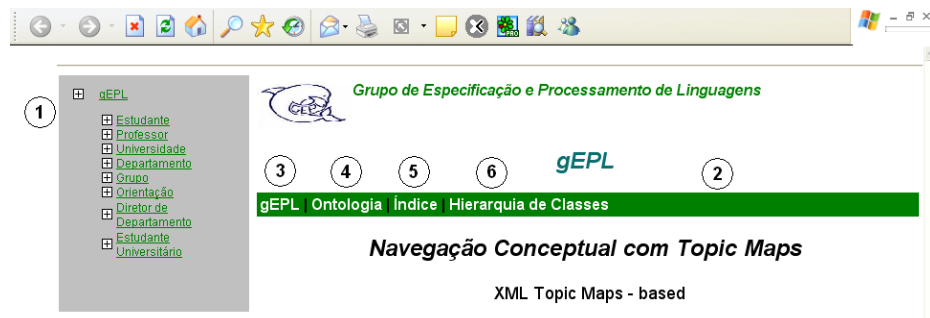 PRO
1
gEPL
Estudante
Professor
Universidade
Departamento
Grupo
Orientação
Diretor de
Departamento
Estudante
Universitário
Grupo de Especificação e Processamento de Linguagens
gEPL
3
4
5
6
2
gEPL | Ontologia | Índice | Hierarquia de Classes
Navegação Conceptual com Topic Maps
XML Topic Maps - based